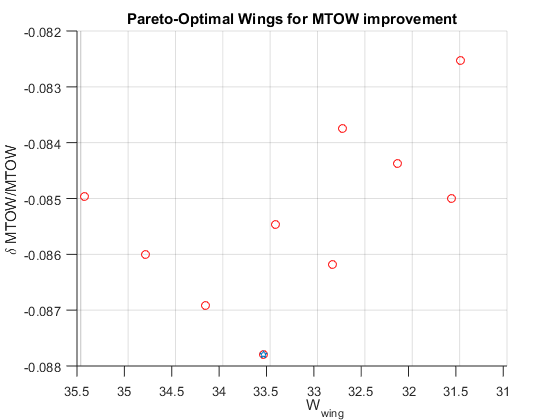 Pareto-Optimal Wings for MTOW improvement
-0.082
-0.083
-0.084
-0.085
-0.086
-0.087
-0.088
δ MTOW/MTOW
35.5 35 34.5 34 33.5 33 32.5 32 31.5 31
W_wing